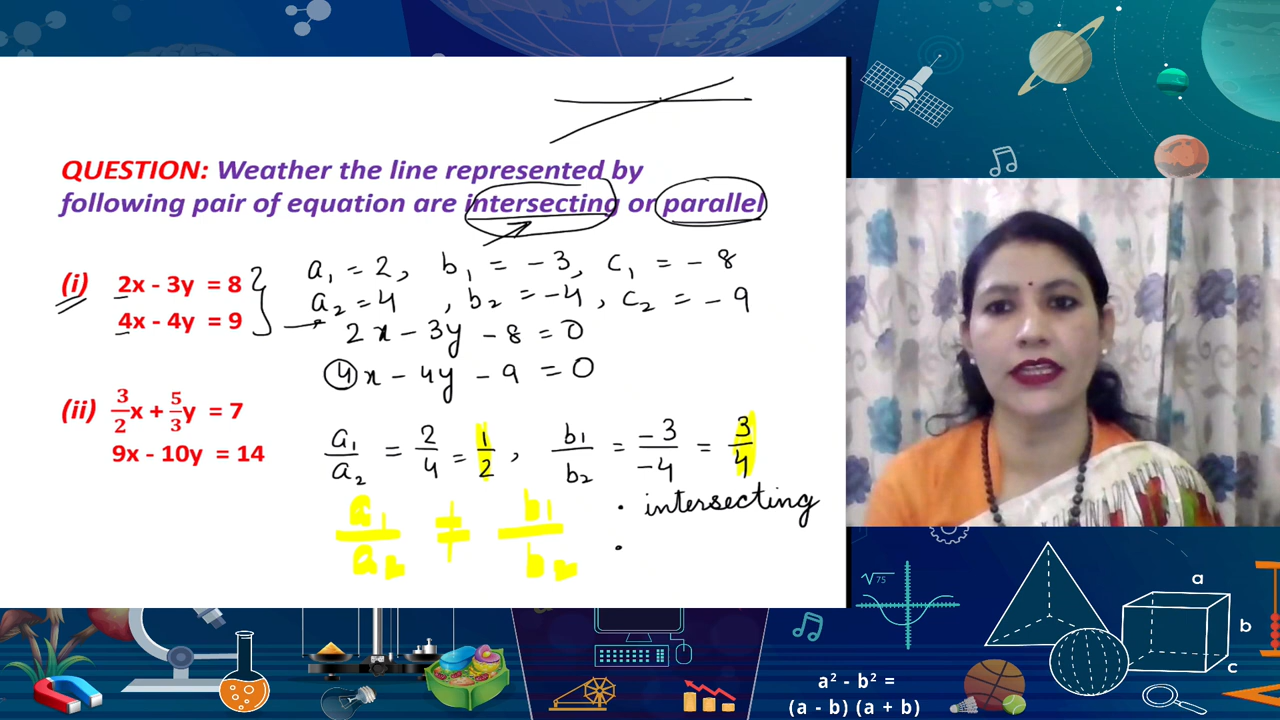 QUESTION: Weather the line represented by
following pair of equation are intersecting or parallel
(i) 2x - 3y = 8
4x - 4y = 9
a₁ = 2, b₁ = -3, c₁ = - 8
a₂ = 4 , b₂ = -4, c₂ = - 9
2x - 3y - 8 = 0
4x - 4y - 9 = 0
(ii) 3/2x + 5/3y = 7
9x - 10y = 14
a₁/a₂ = 2/4 = 1/2 , b₁/b₂ = -3/-4 = 3/4
a₁/a₂ ≠ b₁/b₂
· intersecting
√75
a
b
c
a² - b² =
(a - b) (a + b)